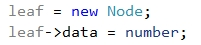 leaf = new Node;
leaf->data = number;